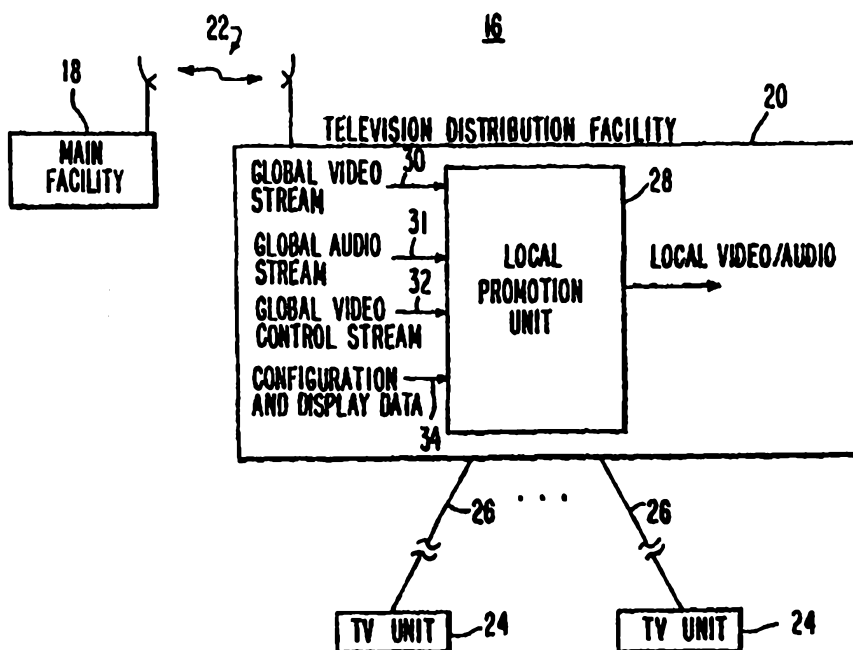 16
22
18
MAIN
FACILITY
TELEVISION DISTRIBUTION FACILITY
20
GLOBAL VIDEO
STREAM
30
28
GLOBAL AUDIO
STREAM
31
LOCAL
PROMOTION
UNIT
LOCAL VIDEO/AUDIO
GLOBAL VIDEO
CONTROL STREAM
32
CONFIGURATION
AND DISPLAY DATA
34
26
...
26
TV UNIT
24
TV UNIT
24